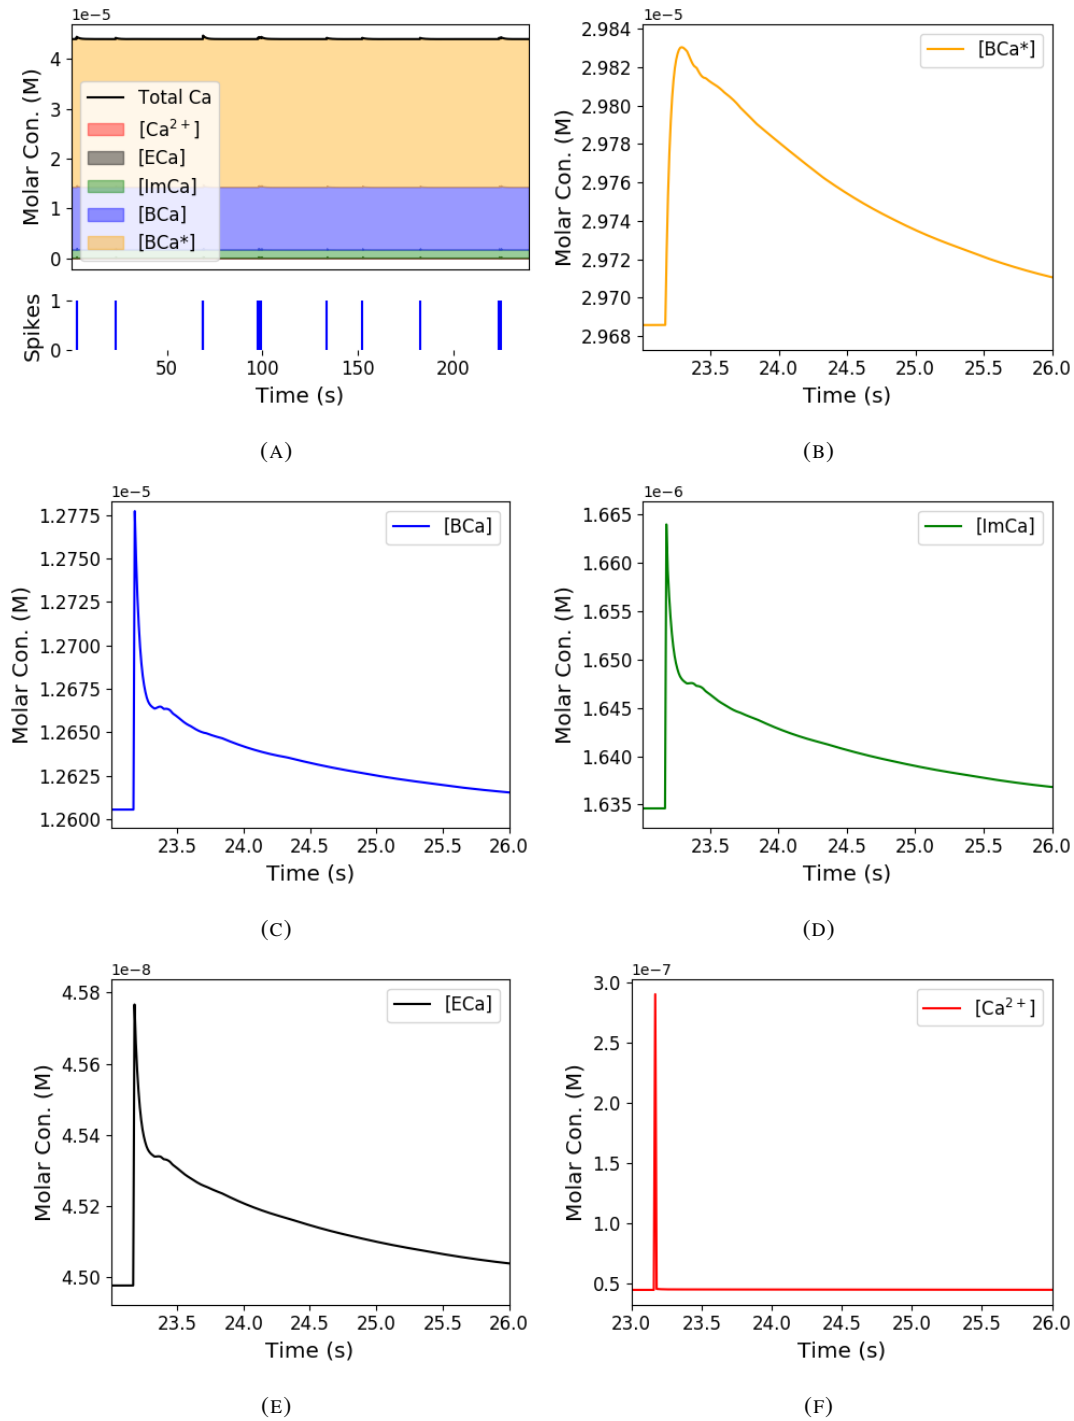 1e−5
Molar Con. (M)
4
3
2
1
0
Total Ca
[Ca2+]
[ECa]
[ImCa]
[BCa]
[BCa*]
Spikes
1
0
50 100 150 200
Time (s)
(A)
1e−5
Molar Con. (M)
2.984
2.982
2.980
2.978
2.976
2.974
2.972
2.970
2.968
[BCa*]
23.5 24.0 24.5 25.0 25.5 26.0
Time (s)
(B)
1e−5
Molar Con. (M)
1.2775
1.2750
1.2725
1.2700
1.2675
1.2650
1.2625
1.2600
[BCa]
23.5 24.0 24.5 25.0 25.5 26.0
Time (s)
(C)
1e−6
Molar Con. (M)
1.665
1.660
1.655
1.650
1.645
1.640
1.635
[ImCa]
23.5 24.0 24.5 25.0 25.5 26.0
Time (s)
(D)
1e−8
Molar Con. (M)
4.58
4.56
4.54
4.52
4.50
[ECa]
23.5 24.0 24.5 25.0 25.5 26.0
Time (s)
(E)
1e−7
Molar Con. (M)
3.0
2.5
2.0
1.5
1.0
0.5
[Ca2+]
23.0 23.5 24.0 24.5 25.0 25.5 26.0
Time (s)
(F)